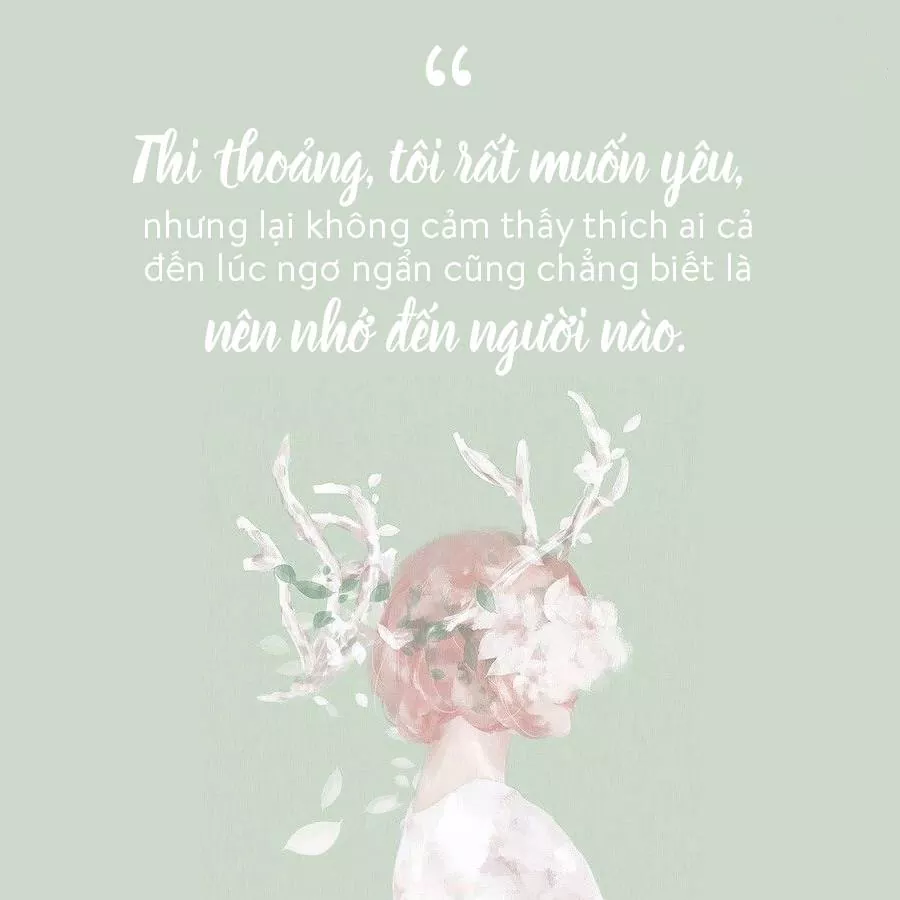 “
Thi thoảng, tôi rất muốn yêu,
nhưng lại không cảm thấy thích ai cả
đến lúc ngơ ngẩn cũng chẳng biết là
nên nhớ đến người nào.